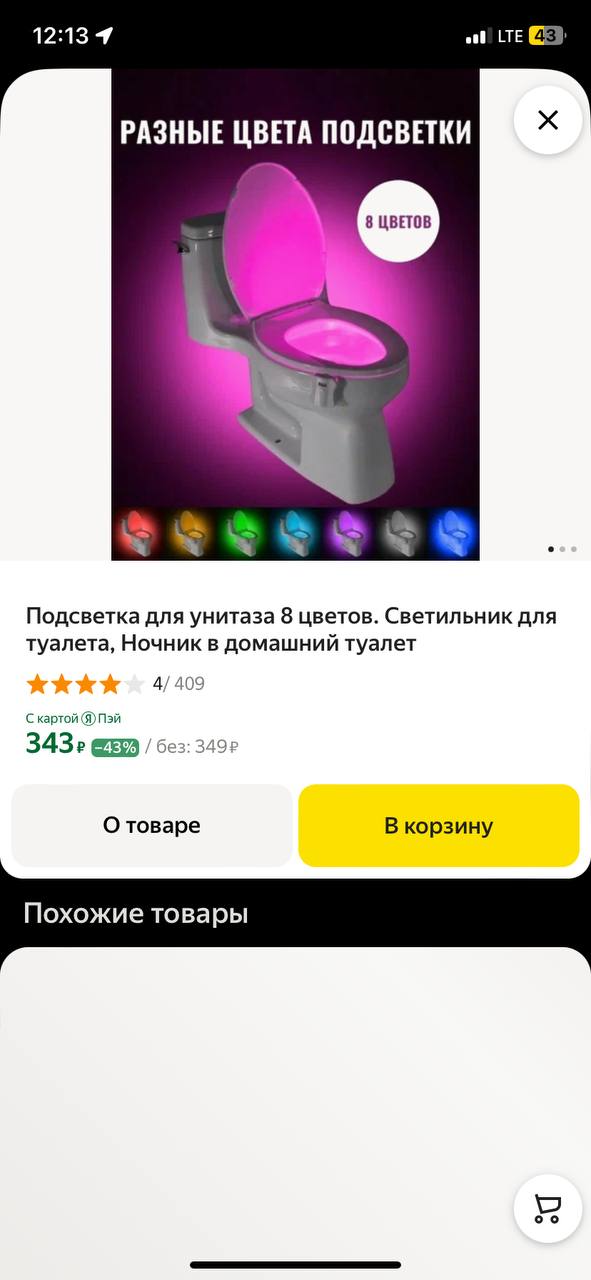 12:13
LTE 43
РАЗНЫЕ ЦВЕТА ПОДСВЕТКИ
8 ЦВЕТОВ
Подсветка для унитаза 8 цветов. Светильник для
туалета, Ночник в домашний туалет
4/ 409
С картой Я Пэй
343 ₽ –43% / без: 349 ₽
О товаре
В корзину
Похожие товары